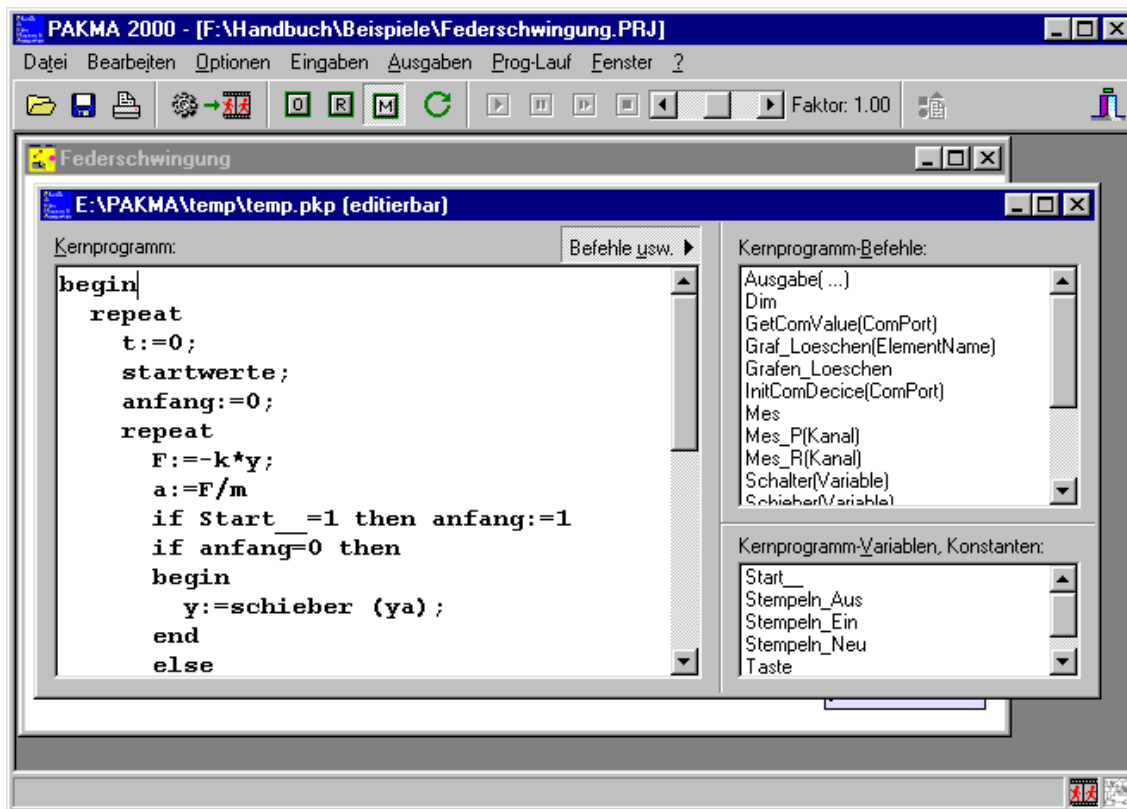 PAKMA 2000 - [F:\Handbuch\Beispiele\Federschwingung.PRJ]
Datei Bearbeiten Optionen Eingaben Ausgaben Prog-Lauf Fenster ?
O R M Faktor: 1.00
Federschwingung
E:\PAKMA\temp\temp.pkp (editierbar)
Kernprogramm:
Befehle usw.
begin
repeat
t:=0;
startwerte;
anfang:=0;
repeat
F:=-k*y;
a:=F/m
if Start__=1 then anfang:=1
if anfang=0 then
begin
y:=schieber (ya);
end
else
Kernprogramm-Befehle:
Ausgabe( ...)
Dim
GetComValue(ComPort)
Graf_Loeschen(ElementName)
Grafen_Loeschen
InitComDecice(ComPort)
Mes
Mes_P(Kanal)
Mes_R(Kanal)
Schalter(Variable)
Schieber(Variable)
Kernprogramm-Variablen, Konstanten:
Start__
Stempeln_Aus
Stempeln_Ein
Stempeln_Neu
Taste